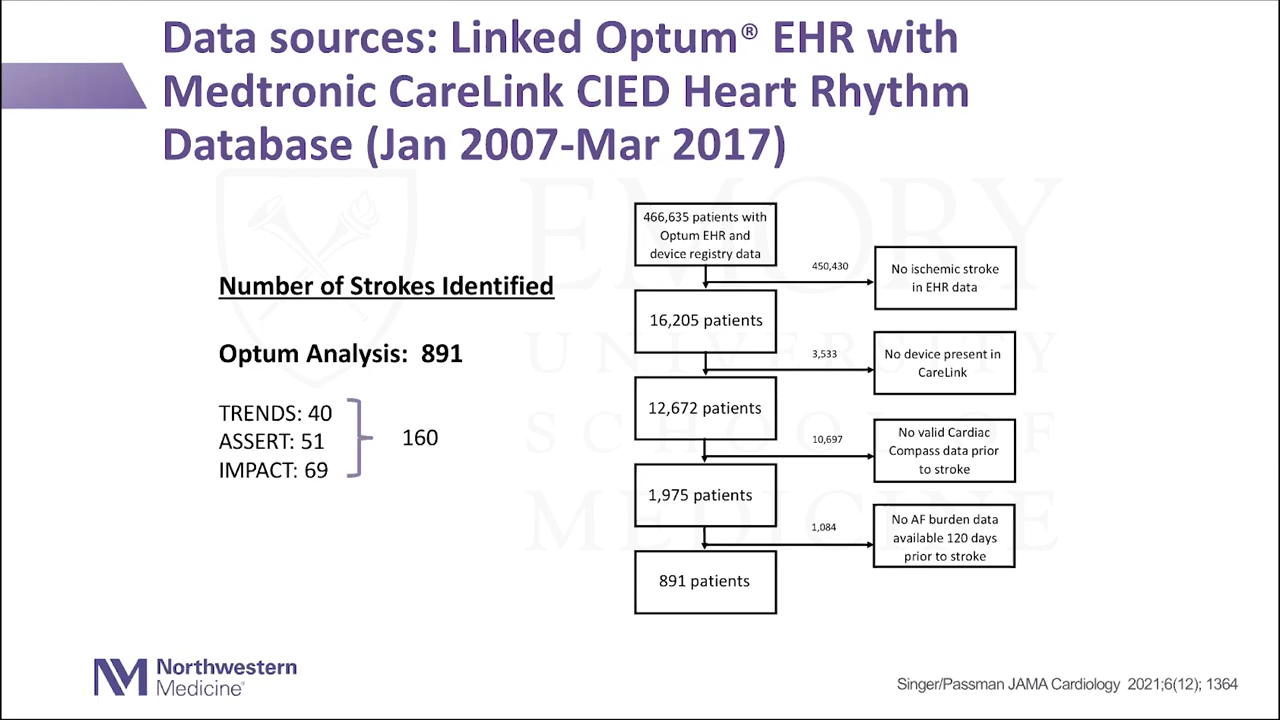 Data sources: Linked Optum® EHR with
Medtronic CareLink CIED Heart Rhythm
Database (Jan 2007-Mar 2017)
EMORY
UNIVERSITY
SCHOOL OF
MEDICINE
Number of Strokes Identified
Optum Analysis: 891
TRENDS: 40
ASSERT: 51
IMPACT: 69
160
466,635 patients with
Optum EHR and
device registry data
450,430
No ischemic stroke
in EHR data
16,205 patients
3,533
No device present in
CareLink
12,672 patients
10,697
No valid Cardiac
Compass data prior
to stroke
1,975 patients
1,084
No AF burden data
available 120 days
prior to stroke
891 patients
Northwestern
Medicine
Singer/Passman JAMA Cardiology 2021;6(12); 1364